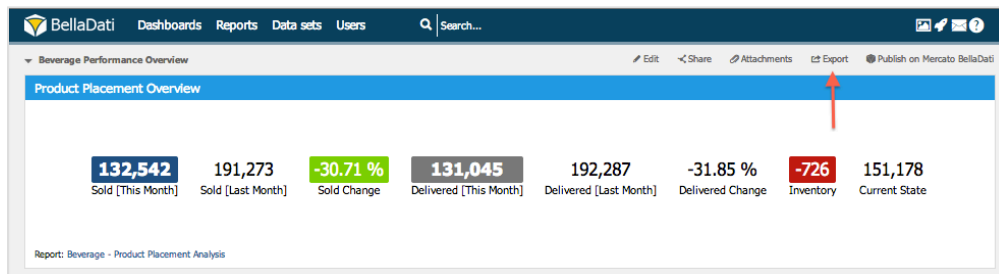 BellaDati Dashboards Reports Data sets Users Search...
Beverage Performance Overview Edit Share Attachments Export Publish on Mercato BellaDati
Product Placement Overview
132,542 191,273 -30.71 % 131,045 192,287 -31.85 % -726 151,178
Sold [This Month] Sold [Last Month] Sold Change Delivered [This Month] Delivered [Last Month] Delivered Change Inventory Current State
Report: Beverage - Product Placement Analysis